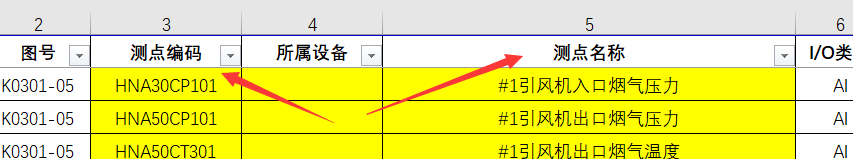 2 3 4 5 6
图号 测点编码 所属设备 测点名称 I/O类
K0301-05 HNA30CP101 #1引风机入口烟气压力 AI
K0301-05 HNA50CP101 #1引风机出口烟气压力 AI
K0301-05 HNA50CT301 #1引风机出口烟气温度 AI